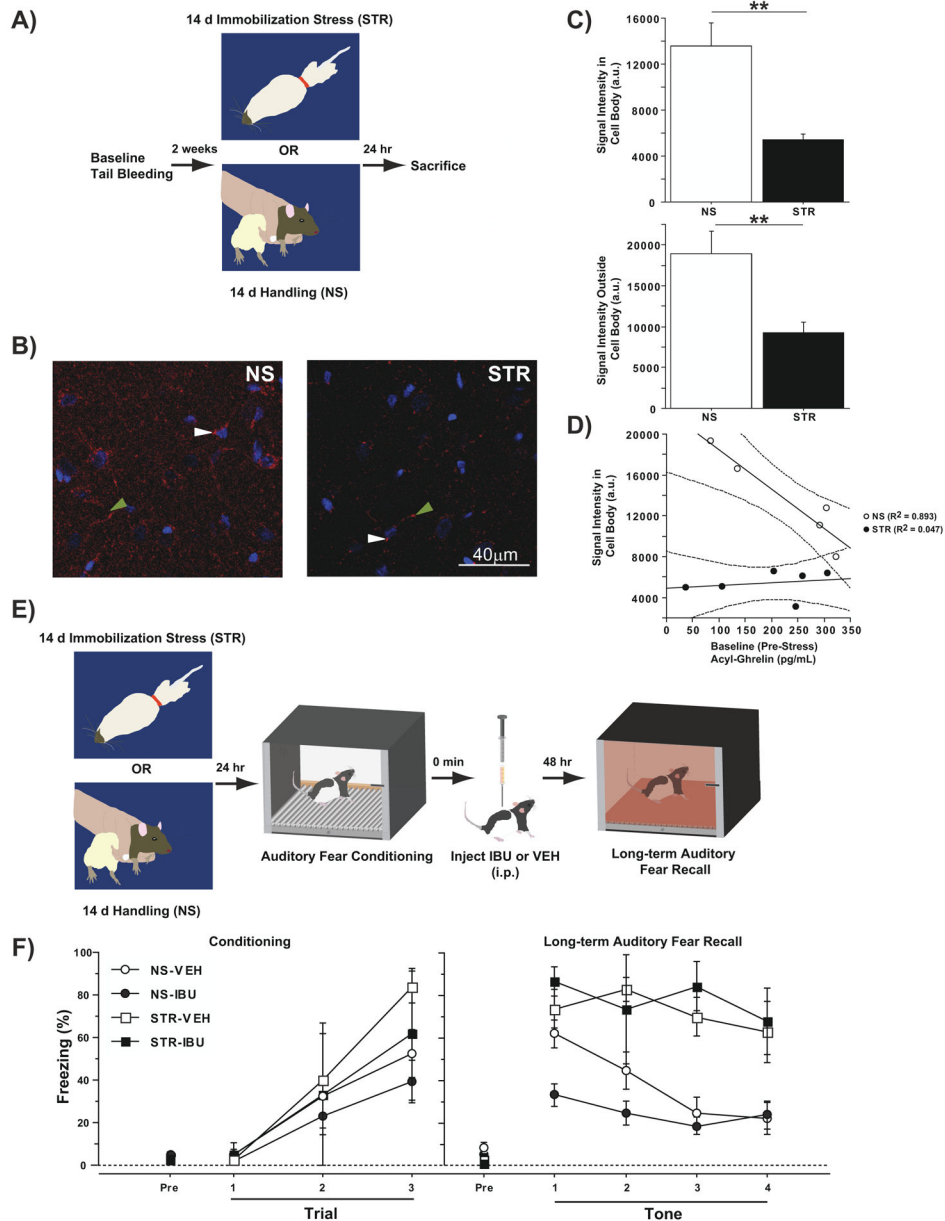 A)
14 d Immobilization Stress (STR)
Baseline
Tail Bleeding
2 weeks
OR
24 hr
Sacrifice
14 d Handling (NS)
B)
NS
STR
40µm
C)
**
Signal Intensity in
Cell Body (a.u.)
16000
12000
8000
4000
0
NS
STR
**
Signal Intensity Outside
Cell Body (a.u.)
20000
15000
10000
5000
0
NS
STR
D)
Signal Intensity in
Cell Body (a.u.)
20000
16000
12000
8000
4000
0 50 100 150 200 250 300 350
Baseline (Pre-Stress)
Acyl-Ghrelin (pg/mL)
NS (R2 = 0.893)
STR (R2 = 0.047)
E)
14 d Immobilization Stress (STR)
OR
14 d Handling (NS)
24 hr
Auditory Fear Conditioning
0 min
Inject IBU or VEH
(i.p.)
48 hr
Long-term Auditory
Fear Recall
F)
Conditioning
Long-term Auditory Fear Recall
NS-VEH
NS-IBU
STR-VEH
STR-IBU
Freezing (%)
100
80
60
40
20
0
Pre 1 2 3
Trial
Pre 1 2 3 4
Tone